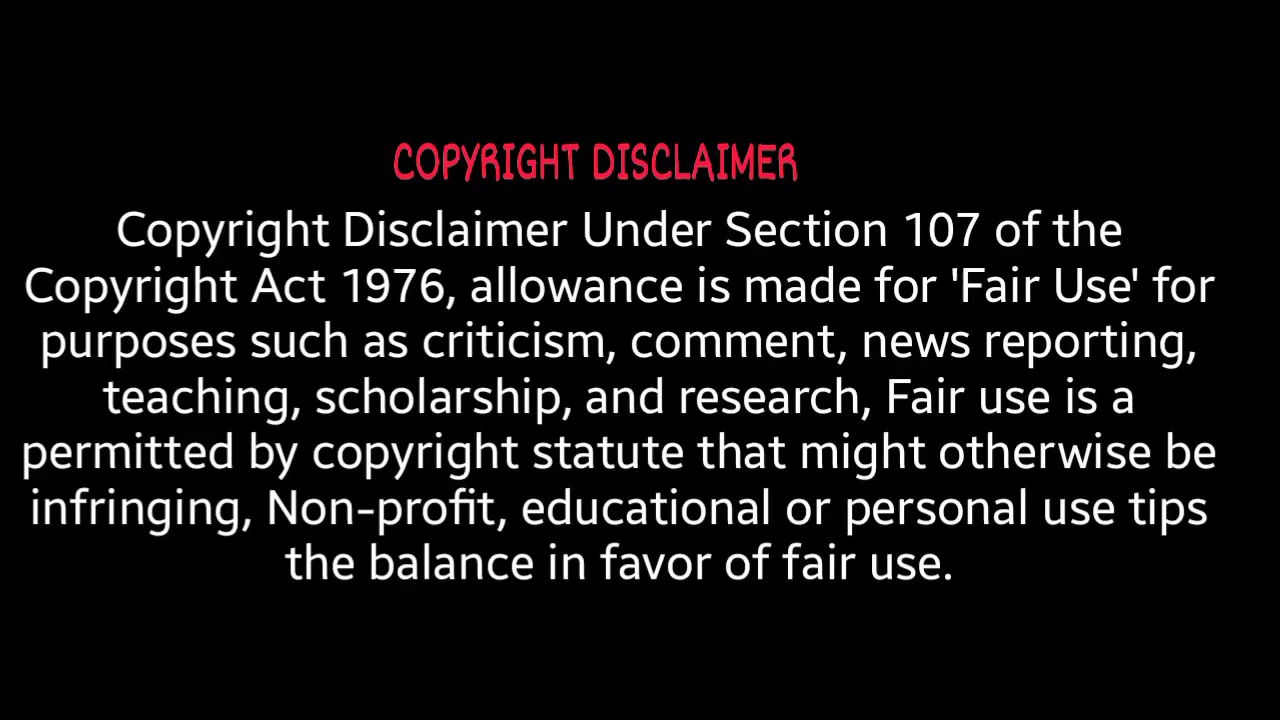 COPYRIGHT DISCLAIMER
Copyright Disclaimer Under Section 107 of the
Copyright Act 1976, allowance is made for 'Fair Use' for
purposes such as criticism, comment, news reporting,
teaching, scholarship, and research, Fair use is a
permitted by copyright statute that might otherwise be
infringing, Non-profit, educational or personal use tips
the balance in favor of fair use.